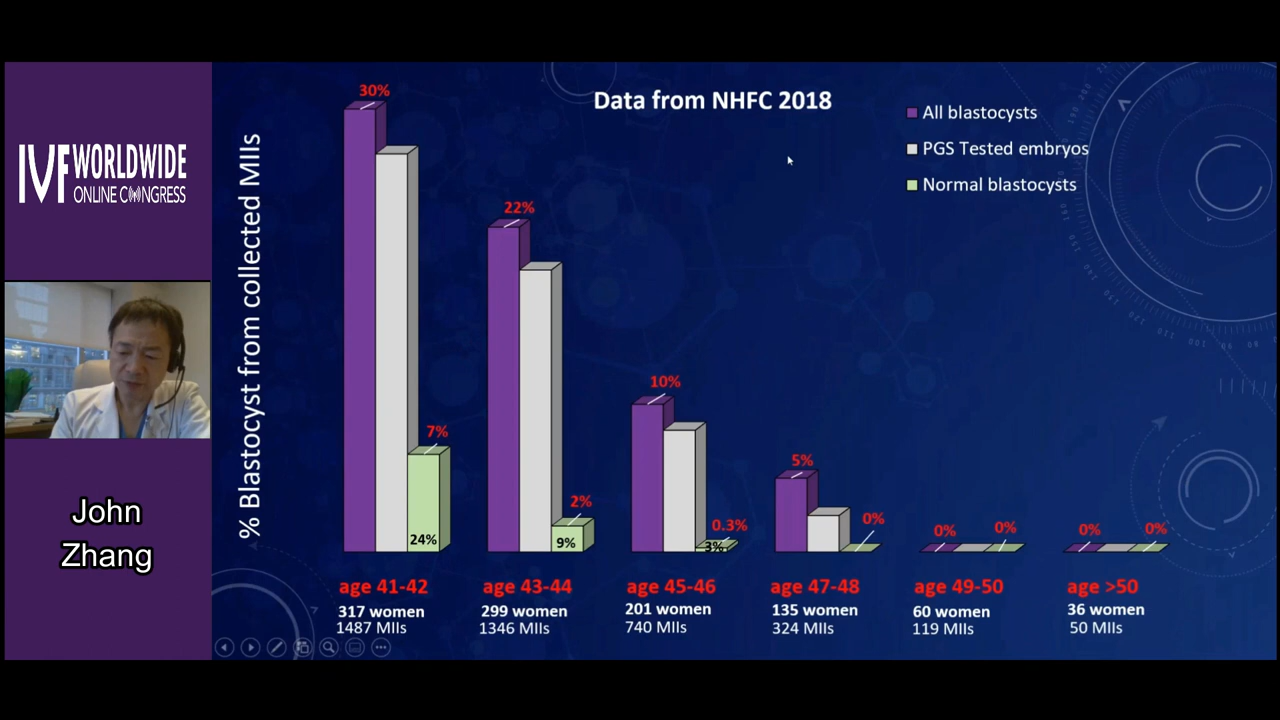 IVF WORLDWIDE
ONLINE CONGRESS
John
Zhang
Data from NHFC 2018
All blastocysts
PGS Tested embryos
Normal blastocysts
% Blastocyst from collected MIIs
30%
7%
24%
22%
2%
9%
10%
0.3%
3%
5%
0%
0%
0%
0%
0%
age 41-42
317 women
1487 MIIs
age 43-44
299 women
1346 MIIs
age 45-46
201 women
740 MIIs
age 47-48
135 women
324 MIIs
age 49-50
60 women
119 MIIs
age >50
36 women
50 MIIs